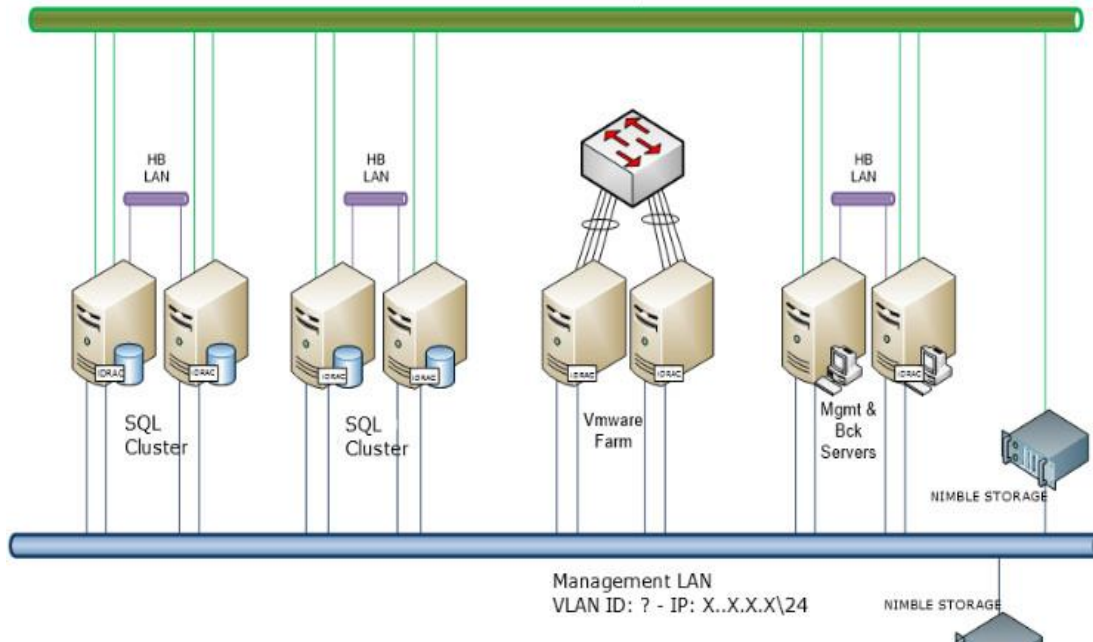 HB
LAN
HB
LAN
HB
LAN
IDRAC
IDRAC
IDRAC
IDRAC
IDRAC
IDRAC
IDRAC
SQL
Cluster
SQL
Cluster
Vmware
Farm
Mgmt &
Bck
Servers
NIMBLE STORAGE
Management LAN
VLAN ID: ? - IP: X..X.X.X\24
NIMBLE STORAGE